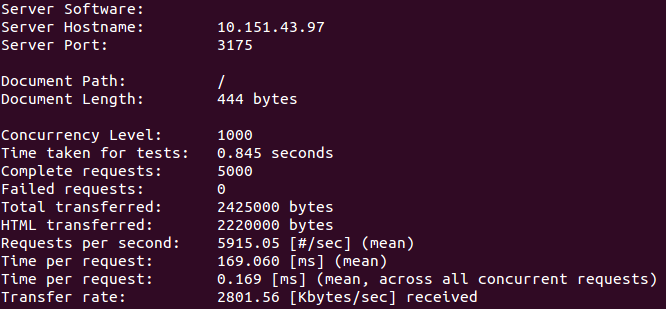 Server Software:
Server Hostname: 10.151.43.97
Server Port: 3175
Document Path: /
Document Length: 444 bytes
Concurrency Level: 1000
Time taken for tests: 0.845 seconds
Complete requests: 5000
Failed requests: 0
Total transferred: 2425000 bytes
HTML transferred: 2220000 bytes
Requests per second: 5915.05 [#/sec] (mean)
Time per request: 169.060 [ms] (mean)
Time per request: 0.169 [ms] (mean, across all concurrent requests)
Transfer rate: 2801.56 [Kbytes/sec] received